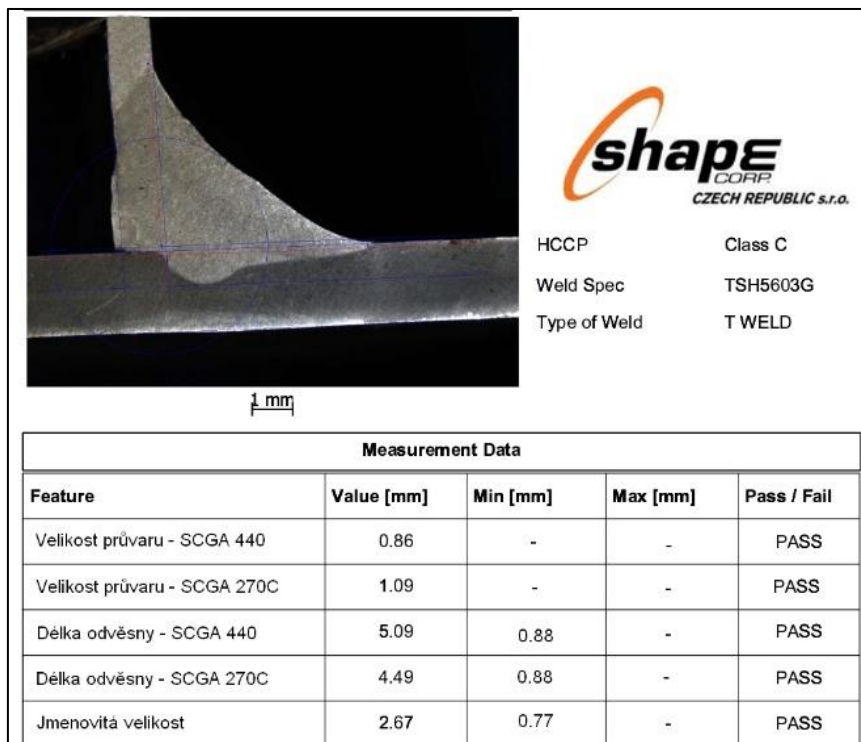 shape
CORP.
CZECH REPUBLIC s.r.o.
HCCP Class C
Weld Spec TSH5603G
Type of Weld T WELD
1 mm
Measurement Data
Feature Value [mm] Min [mm] Max [mm] Pass / Fail
Velikost průvaru - SCGA 440 0.86 - - PASS
Velikost průvaru - SCGA 270C 1.09 - - PASS
Délka odvěsny - SCGA 440 5.09 0.88 - PASS
Délka odvěsny - SCGA 270C 4.49 0.88 - PASS
Jmenovitá velikost 2.67 0.77 - PASS